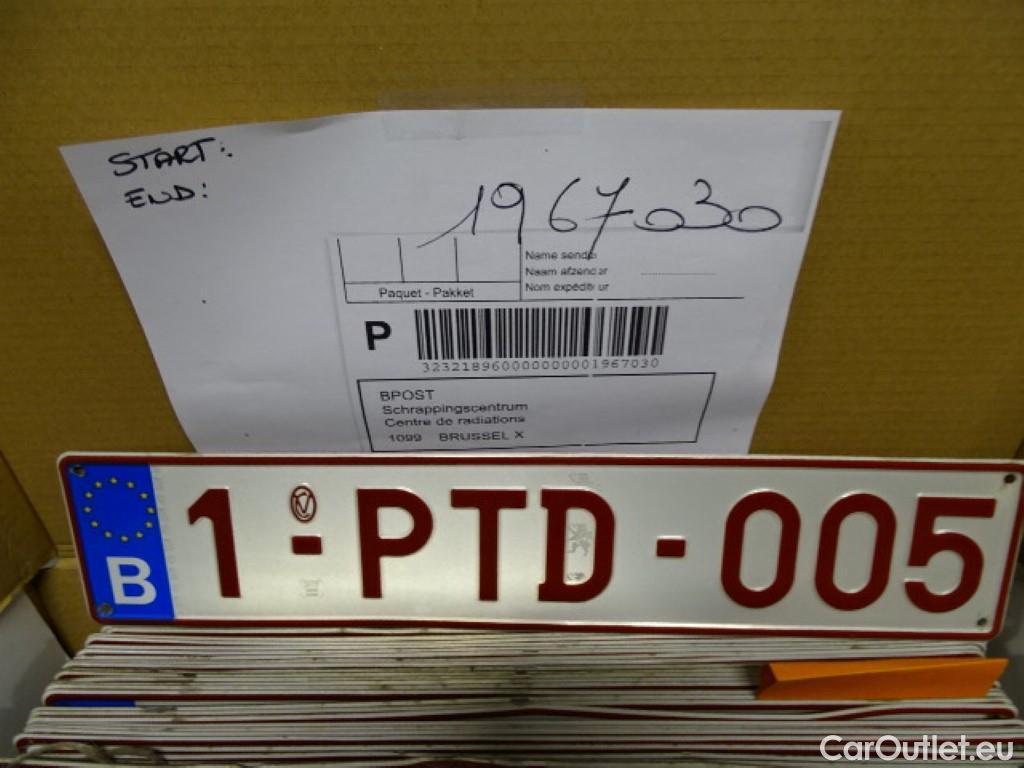 START:
END:
1967030
Name sender
Naam afzender
Nom expéditeur
Paquet - Pakket
P
3232189600000000001967030
BPOST
Schrappingscentrum
Centre de radiations
1099 BRUSSEL X
B 1-PTD-005
CarOutlet.eu